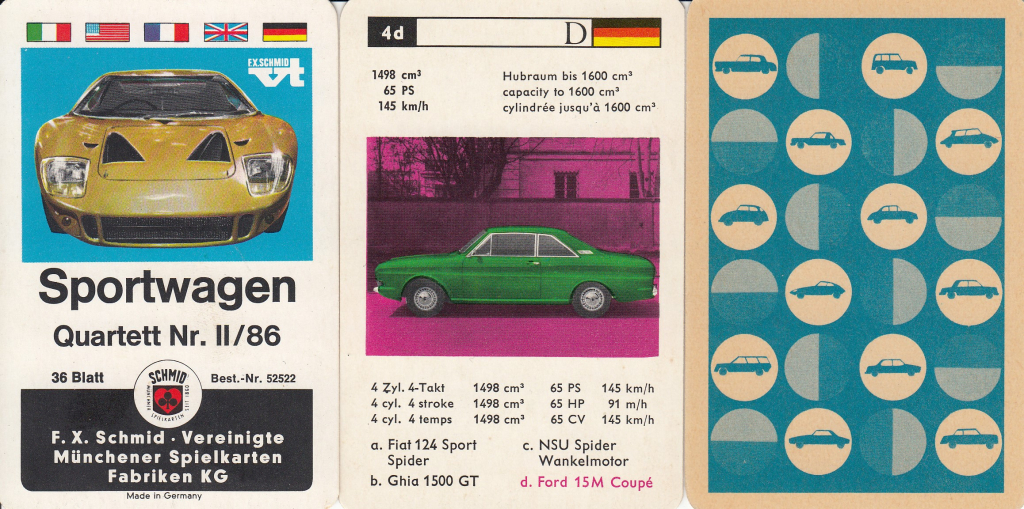 F.X.SCHMID
Sportwagen
Quartett Nr. II/86
36 Blatt
SCHMID
MÜNCHNER SPIELKARTEN SEIT 1860
Best.-Nr. 52522
F. X. Schmid · Vereinigte
Münchener Spielkarten
Fabriken KG
Made in Germany
4d
D
1498 cm³ Hubraum bis 1600 cm³
65 PS capacity to 1600 cm³
145 km/h cylindrée jusqu'à 1600 cm³
4 Zyl. 4-Takt 1498 cm³ 65 PS 145 km/h
4 cyl. 4 stroke 1498 cm³ 65 HP 91 m/h
4 cyl. 4 temps 1498 cm³ 65 CV 145 km/h
a. Fiat 124 Sport
Spider
b. Ghia 1500 GT
c. NSU Spider
Wankelmotor
d. Ford 15M Coupé